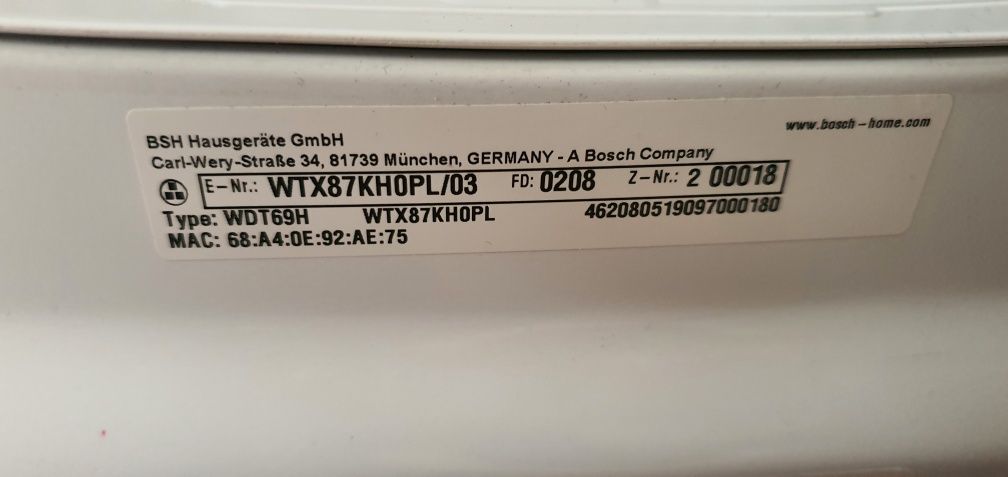 www.bosch-home.com
BSH Hausgeräte GmbH
Carl-Wery-Straße 34, 81739 München, GERMANY - A Bosch Company
E-Nr.: WTX87KH0PL/03 FD: 0208 Z-Nr.: 2 00018
Type: WDT69H WTX87KH0PL 462080519097000180
MAC: 68:A4:0E:92:AE:75